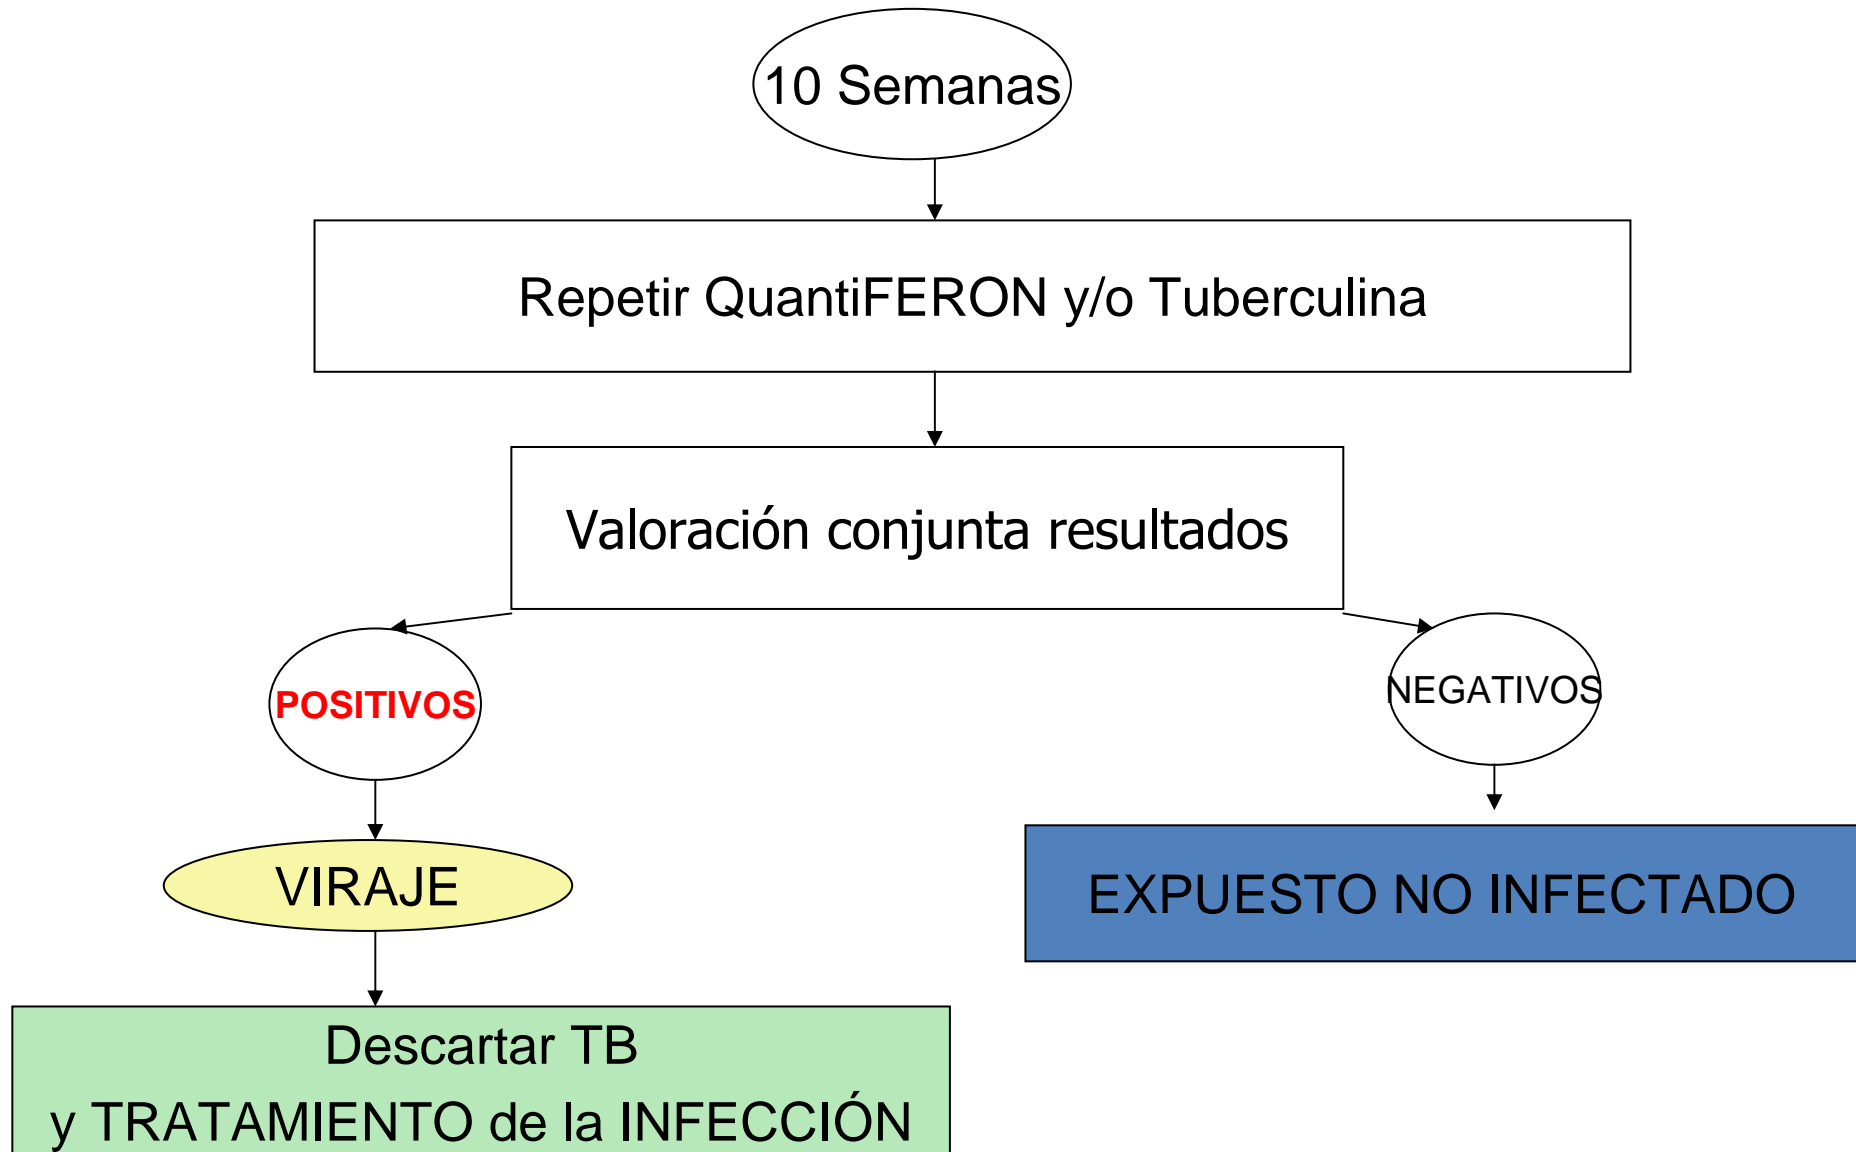 10 Semanas
Repetir QuantiFERON y/o Tuberculina
Valoración conjunta resultados
POSITIVOS
NEGATIVOS
VIRAJE
EXPUESTO NO INFECTADO
Descartar TB
y TRATAMIENTO de la INFECCIÓN